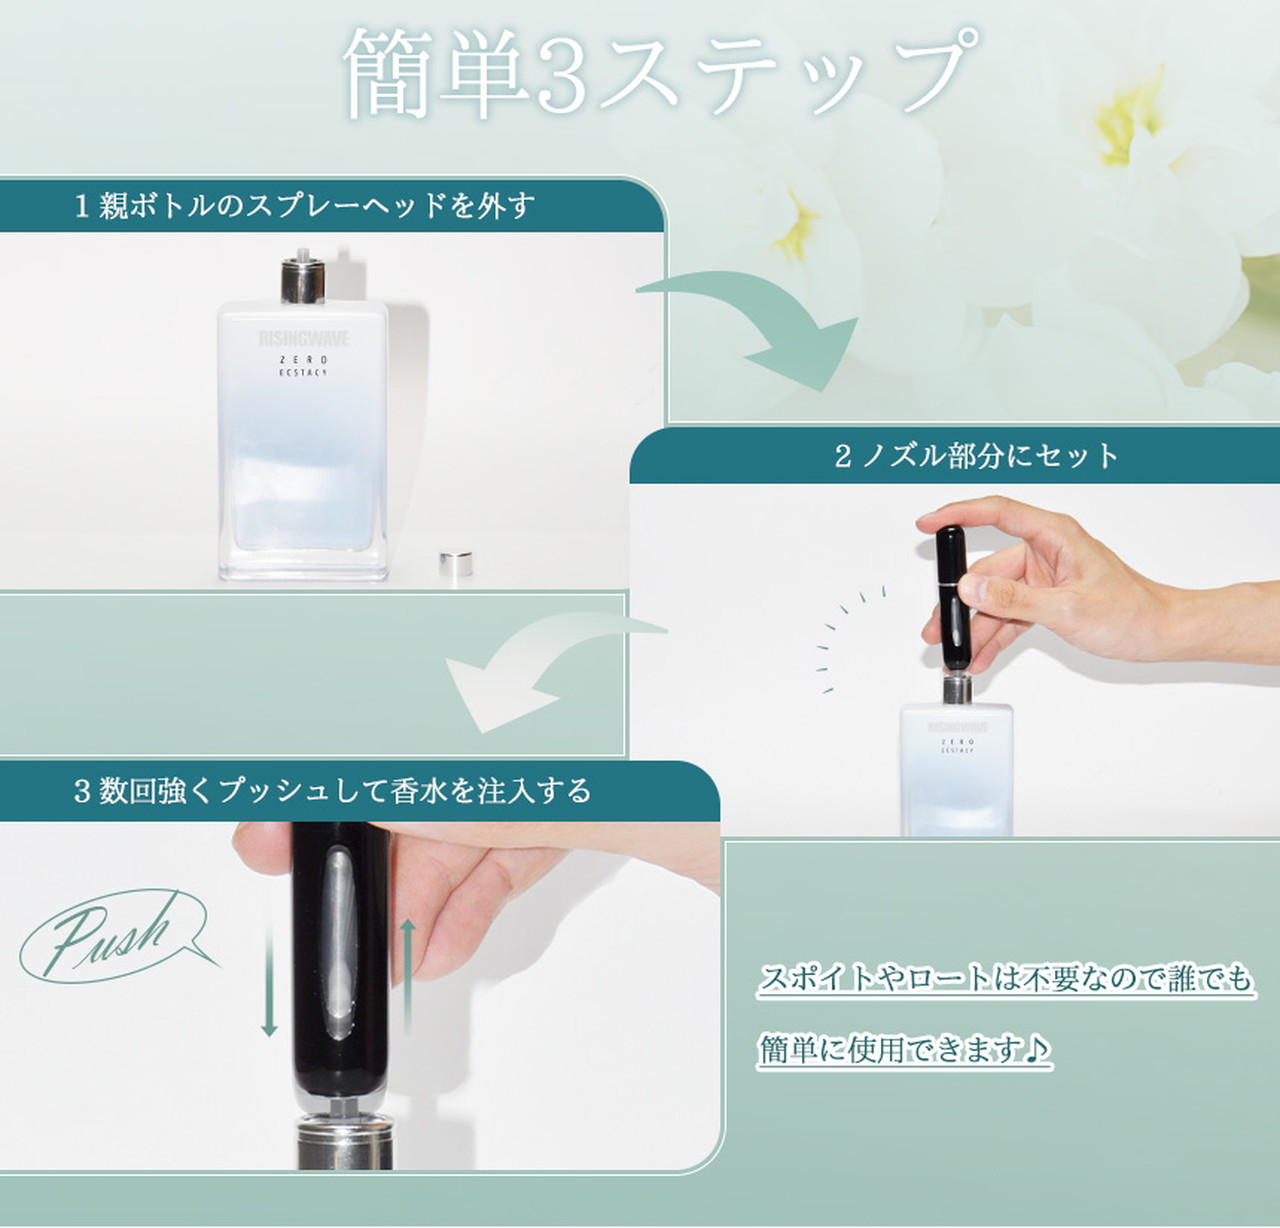 簡単3ステップ
1 親ボトルのスプレーヘッドを外す
RISINGWAVE
ZERO
ECSTACY
2 ノズル部分にセット
RISINGWAVE
ZERO
ECSTACY
3 数回強くプッシュして香水を注入する
Push
スポイトやロートは不要なので誰でも
簡単に使用できます♪